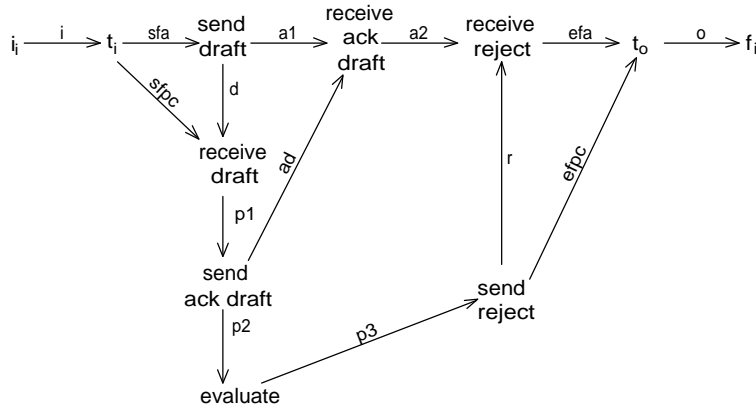 i_i i t_i sfa send draft a1 receive ack draft a2 receive reject efa t_o o f_i
sfpc
d
ad
r
efpc
receive
draft
p1
send
ack draft
send
reject
p2
p3
evaluate